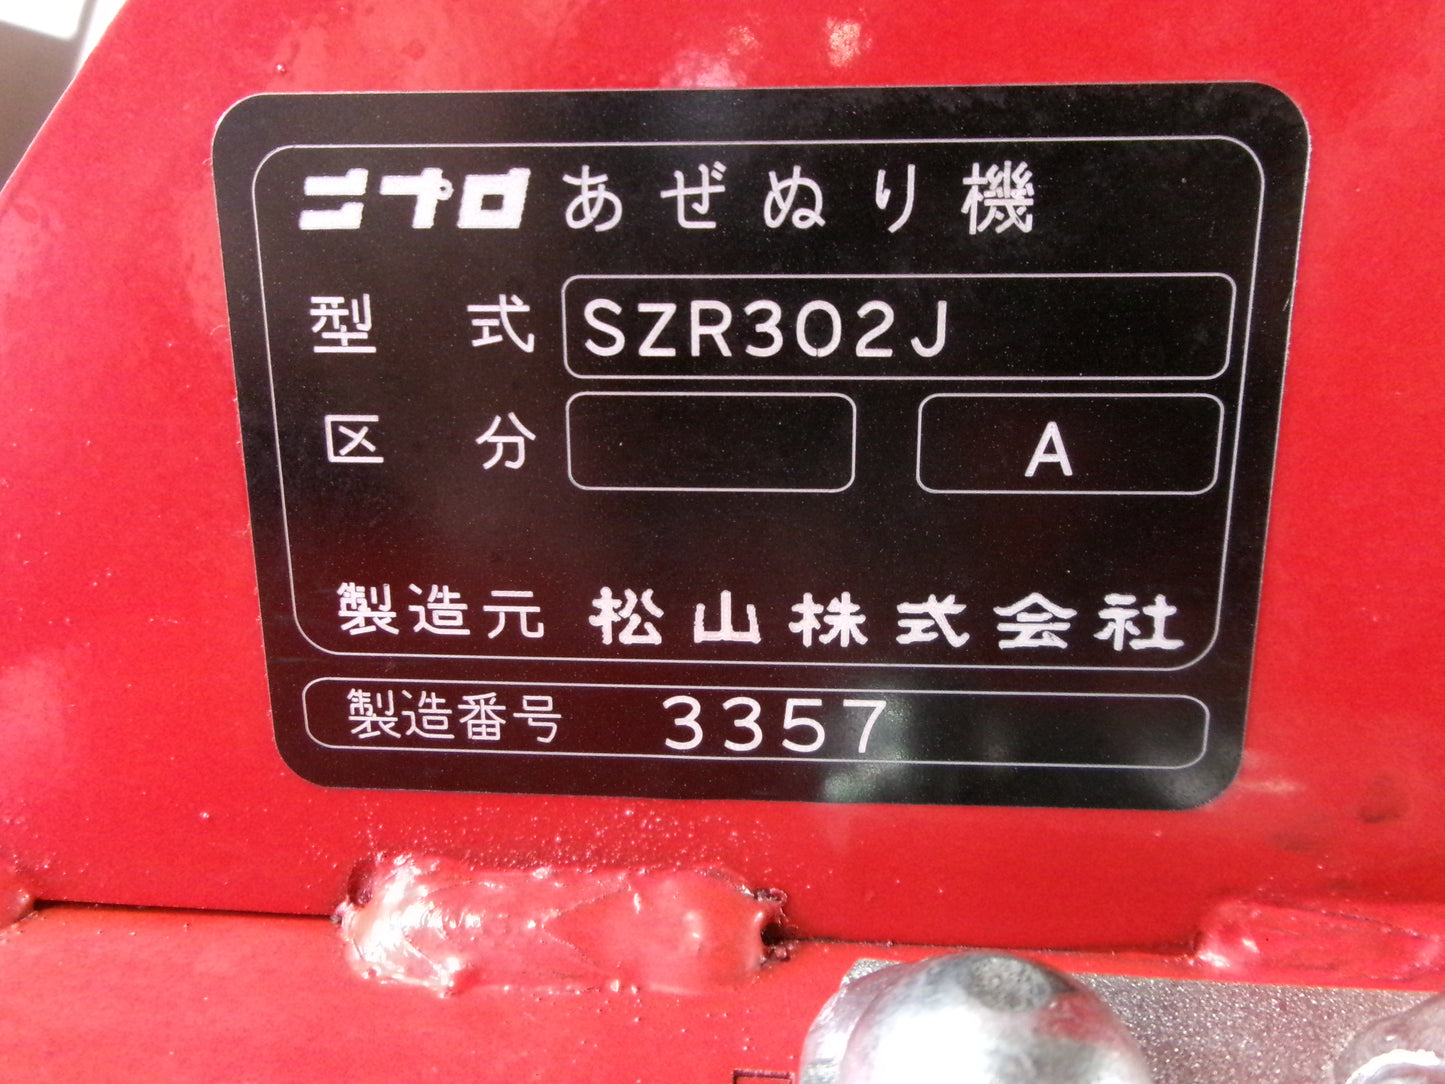 ニプロ あぜぬり機
型式 SZR302J
区分 A
製造元 松山株式会社
製造番号 3357